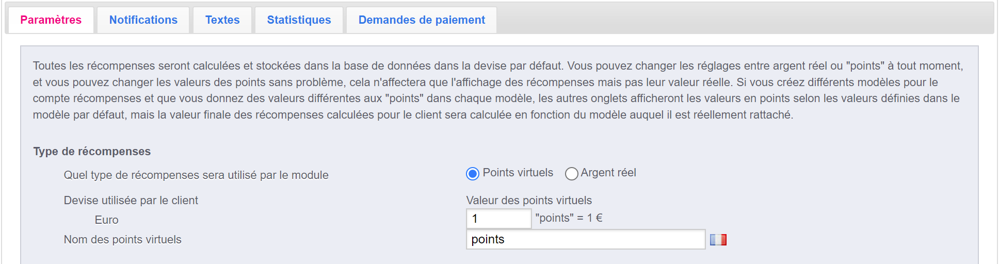 Paramètres Notifications Textes Statistiques Demandes de paiement
Toutes les récompenses seront calculées et stockées dans la base de données dans la devise par défaut. Vous pouvez changer les réglages entre argent réel ou "points" à tout moment,
et vous pouvez changer les valeurs des points sans problème, cela n'affectera que l'affichage des récompenses mais pas leur valeur réelle. Si vous créez différents modèles pour le
compte récompenses et que vous donnez des valeurs différentes aux "points" dans chaque modèle, les autres onglets afficheront les valeurs en points selon les valeurs définies dans le
modèle par défaut, mais la valeur finale des récompenses calculées pour le client sera calculée en fonction du modèle auquel il est réellement rattaché.
Type de récompenses
Quel type de récompenses sera utilisé par le module Points virtuels Argent réel
Devise utilisée par le client Valeur des points virtuels
Euro 1 "points" = 1 €
Nom des points virtuels points